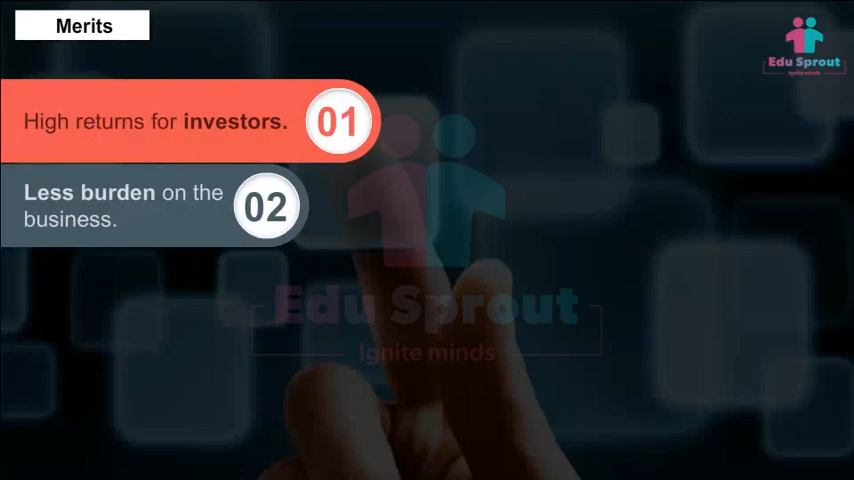 Merits
Edu Sprout
Ignite minds
High returns for investors.
01
Less burden on the
business.
02
Edu Sprout
Ignite minds